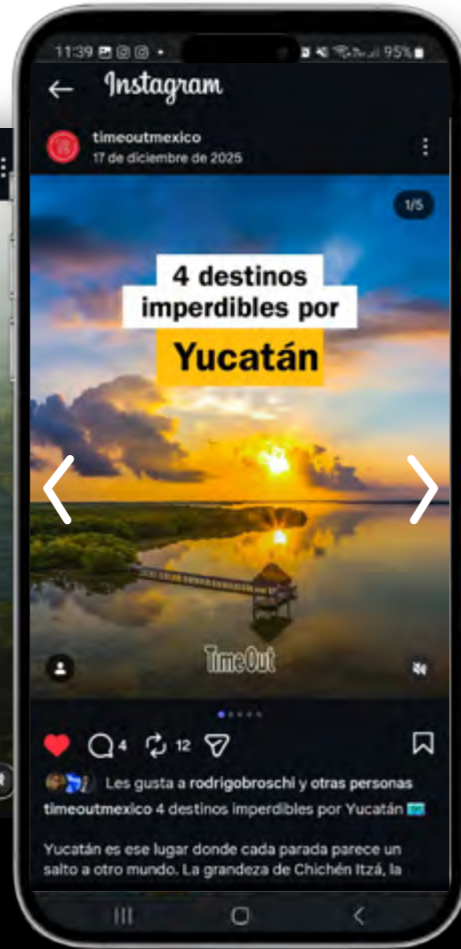 11:39
95%
Instagram
timeoutmexico
17 de diciembre de 2025
1/5
4 destinos
imperdibles por
Yucatán
Time Out
4 12
Les gusta a rodrigobroschi y otras personas
timeoutmexico 4 destinos imperdibles por Yucatán
Yucatán es ese lugar donde cada parada parece un
salto a otro mundo. La grandeza de Chichén Itzá, la